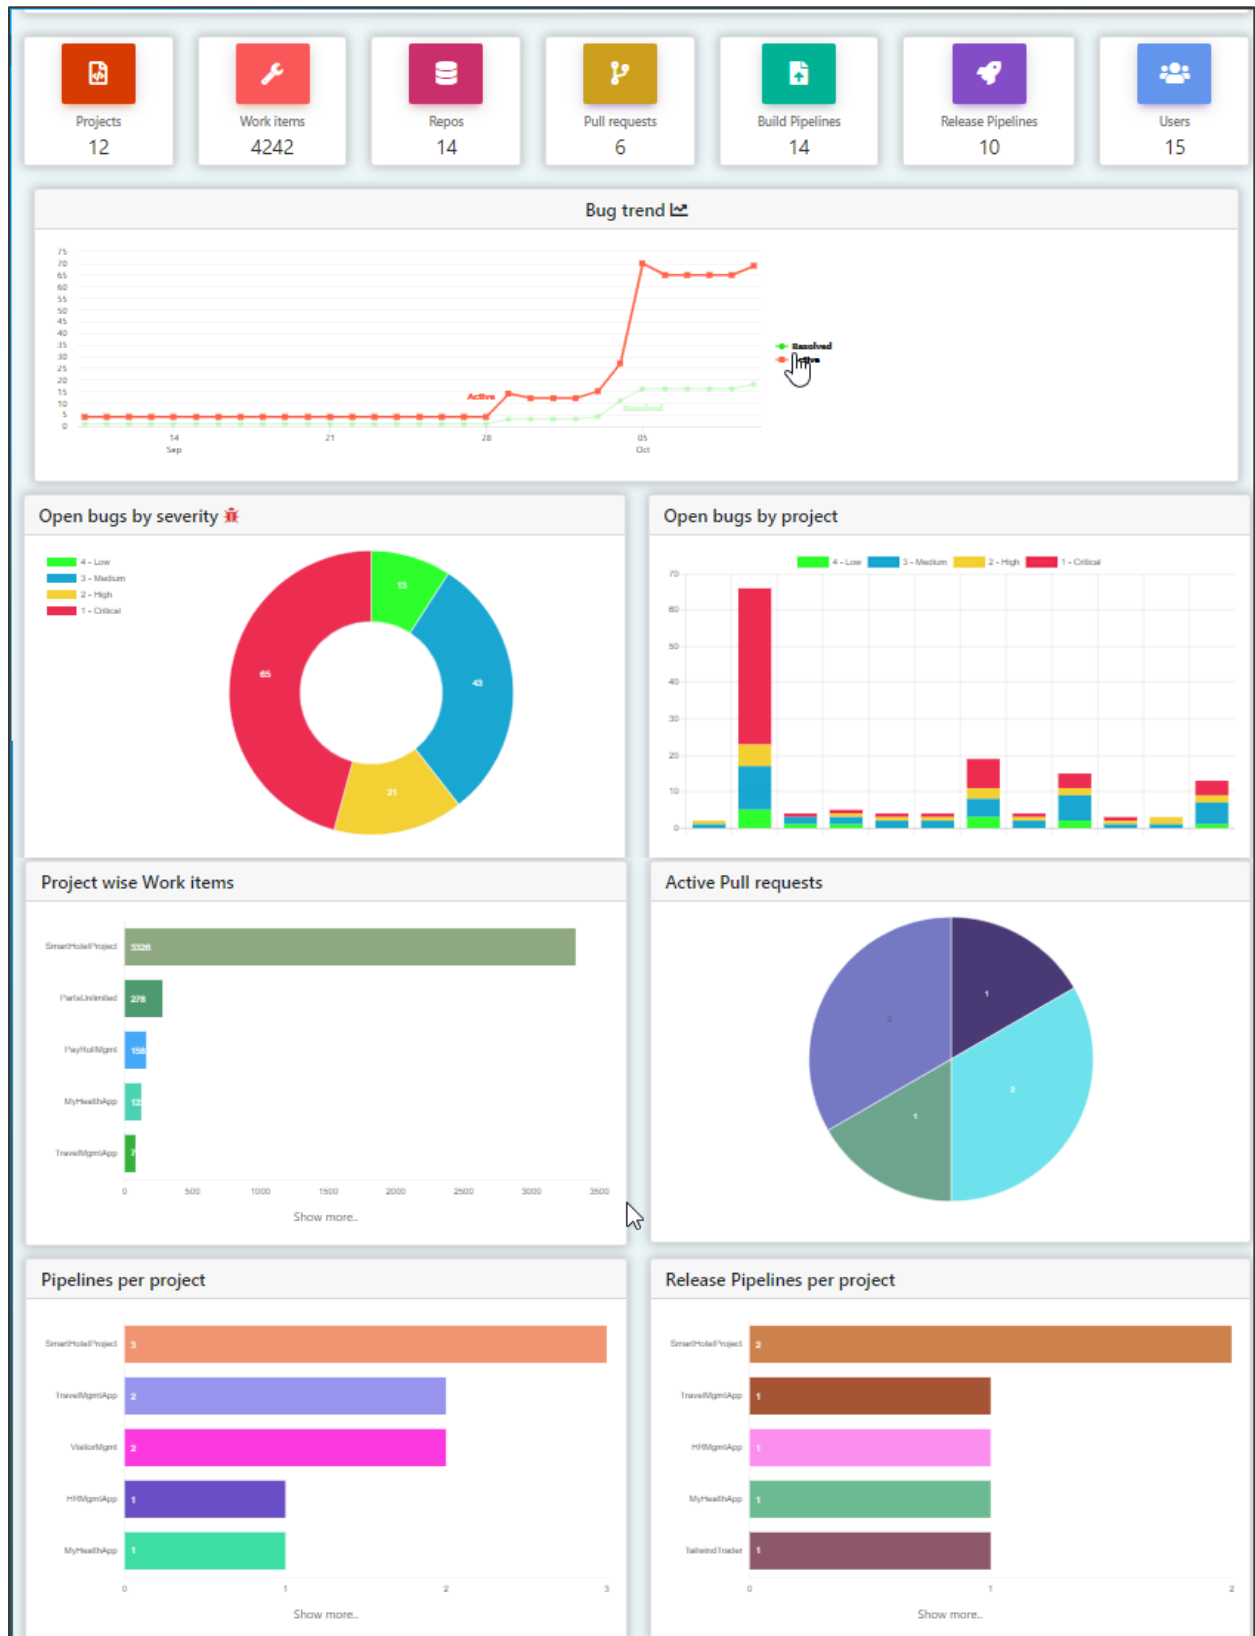 Projects Work items Repos Pull requests Build Pipelines Release Pipelines Users
12 4242 14 6 14 10 15
Bug trend
75
70
65
60
55
50
45
40
35
30
25
20
15
10
5
0
Resolved
Active
Active
Resolved
14 21 28 05
Sep Oct
Open bugs by severity
4 - Low
3 - Medium
2 - High
1 - Critical
13
65
43
21
Open bugs by project
4 - Low 3 - Medium 2 - High 1 - Critical
70
60
50
40
30
20
10
0
Project wise Work items
SmartHotelProject 3326
PartsUnlimited 278
PayRollMgmt 158
MyHealthApp 12
TravelMgmtApp 7
0 500 1000 1500 2000 2500 3000 3500
Show more..
Active Pull requests
1
2
2
1
Pipelines per project
SmartHotelProject 3
TravelMgmtApp 2
VisitorMgmt 2
HRMgmtApp 1
MyHealthApp 1
0 1 2 3
Show more..
Release Pipelines per project
SmartHotelProject 2
TravelMgmtApp 1
HRMgmtApp 1
MyHealthApp 1
TailwindTrader 1
0 1 2
Show more..